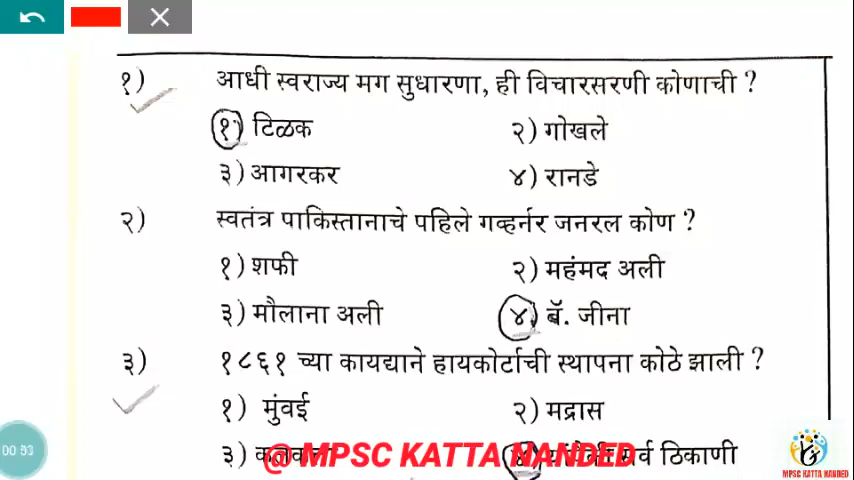 १) आधी स्वराज्य मग सुधारणा, ही विचारसरणी कोणाची ?
१) टिळक २) गोखले
३) आगरकर ४) रानडे
२) स्वतंत्र पाकिस्तानाचे पहिले गव्हर्नर जनरल कोण ?
१) शफी २) महंमद अली
३) मौलाना अली ४) बॅ. जीना
३) १८६१ च्या कायद्याने हायकोर्टाची स्थापना कोठे झाली ?
१) मुंबई २) मद्रास
३) ४) सर्व ठिकाणी
@ MPSC KATTA NANDED
MPSC KATTA NANDED